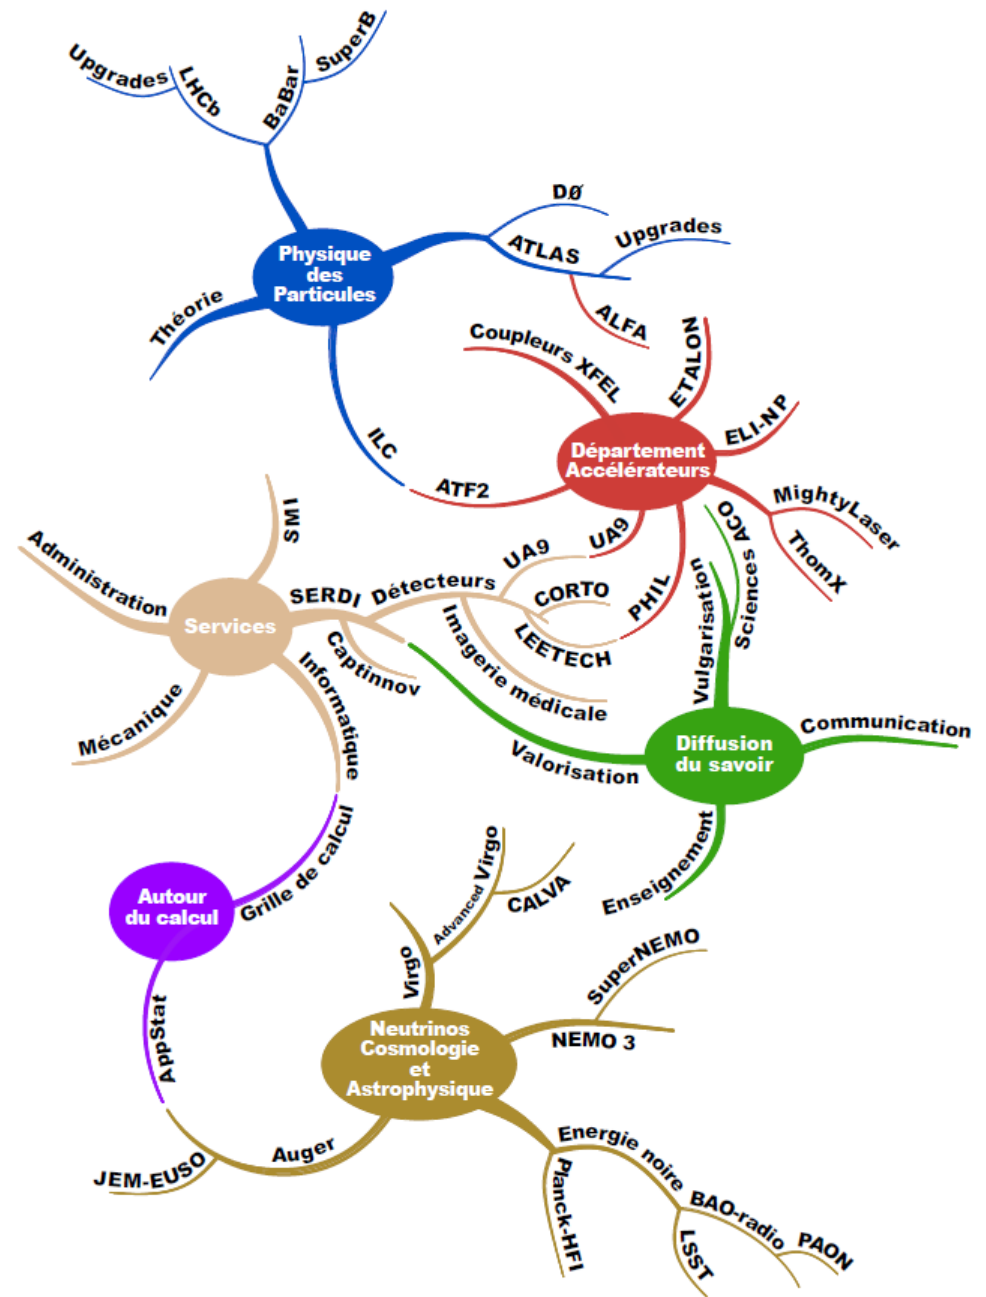 SuperB
Upgrades
LHCb
BaBar
DØ
Upgrades
ATLAS
Physique
des
Particules
Théorie
ALFA
Coupleurs XFEL
ETALON
ELI-NP
ILC
Département
Accélérateurs
ATF2
MightyLaser
ThomX
SMI
UA9
UA9
Sciences ACO
Administration
SERDI
Détecteurs
CORTO
PHIL
Vulgarisation
Services
LEETECH
Captinnov
Imagerie médicale
Informatique
Mécanique
Communication
Diffusion
du savoir
Valorisation
Enseignement
Grille de calcul
Advanced Virgo
CALVA
Autour
du calcul
Virgo
SuperNEMO
AppStat
Neutrinos
Cosmologie
et
Astrophysique
NEMO 3
Auger
JEM-EUSO
Energie noire
Planck-HFI
BAO-radio
PAON
LSST